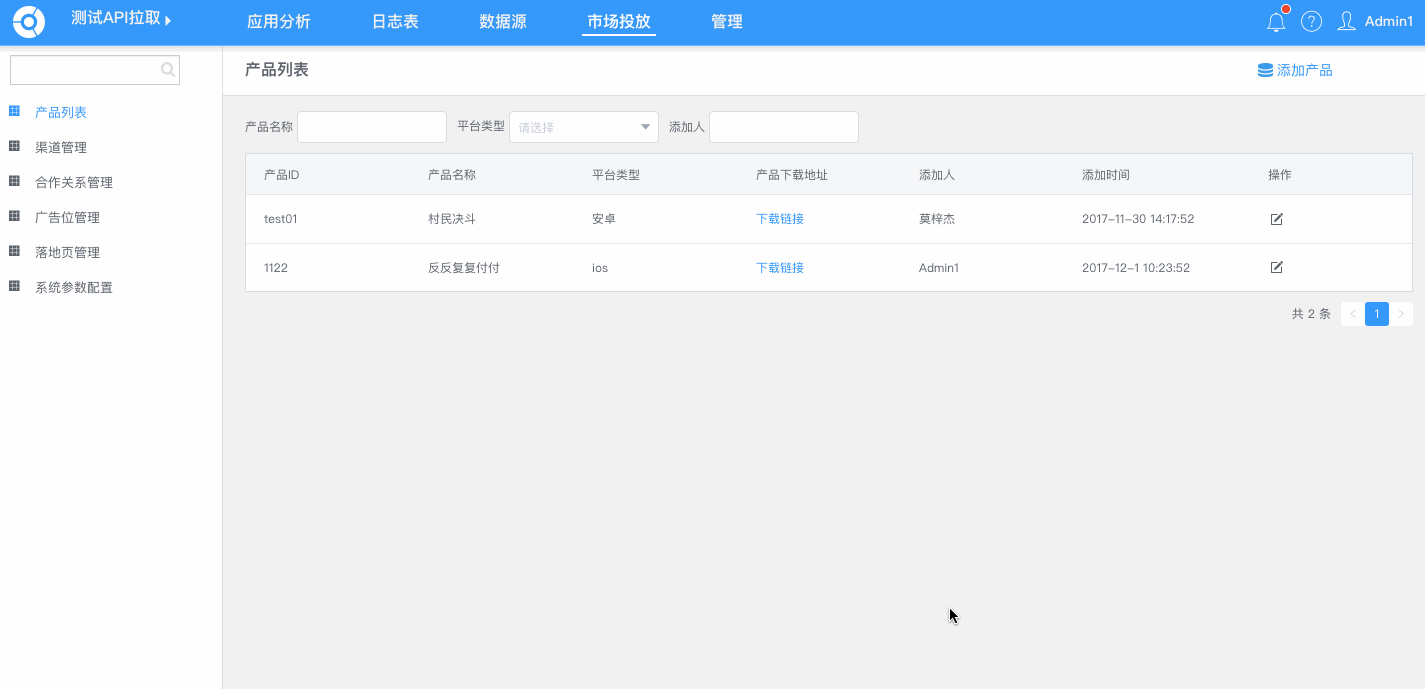 测试API拉取 应用分析 日志表 数据源 市场投放 管理 ? Admin1
产品列表 添加产品
产品列表
渠道管理
合作关系管理
广告位管理
落地页管理
系统参数配置
产品名称 平台类型 请选择 添加人
产品ID 产品名称 平台类型 产品下载地址 添加人 添加时间 操作
test01 村民决斗 安卓 下载链接 莫梓杰 2017-11-30 14:17:52
1122 反反复复付付 ios 下载链接 Admin1 2017-12-1 10:23:52
共 2 条 < 1 >